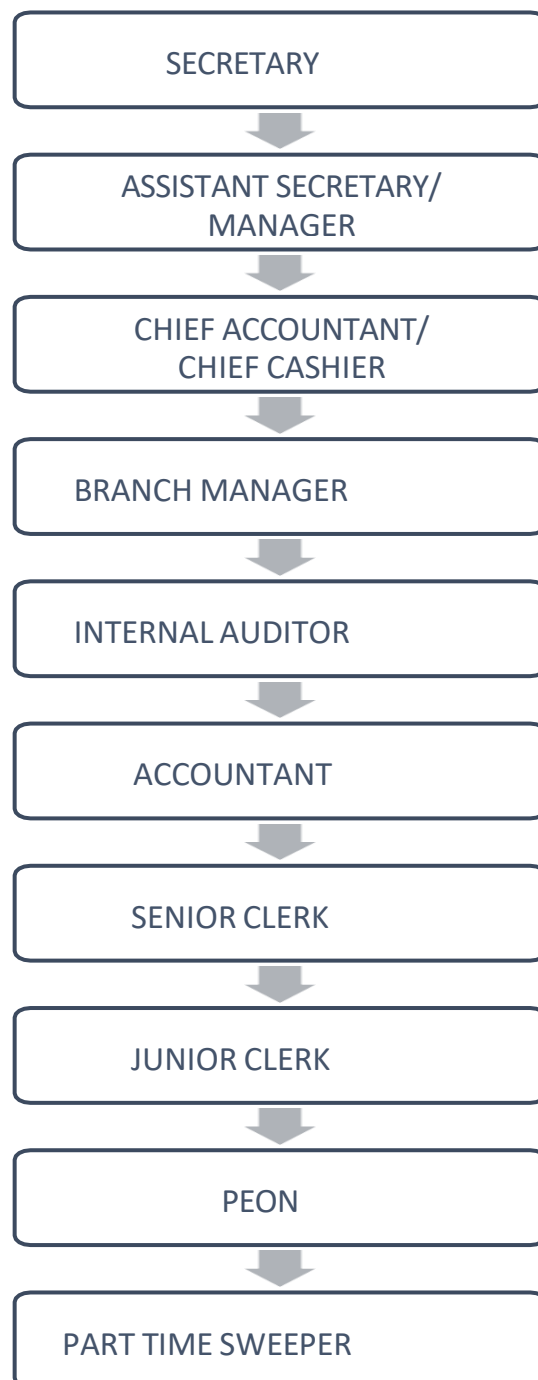 SECRETARY
ASSISTANT SECRETARY/
MANAGER
CHIEF ACCOUNTANT/
CHIEF CASHIER
BRANCH MANAGER
INTERNAL AUDITOR
ACCOUNTANT
SENIOR CLERK
JUNIOR CLERK
PEON
PART TIME SWEEPER